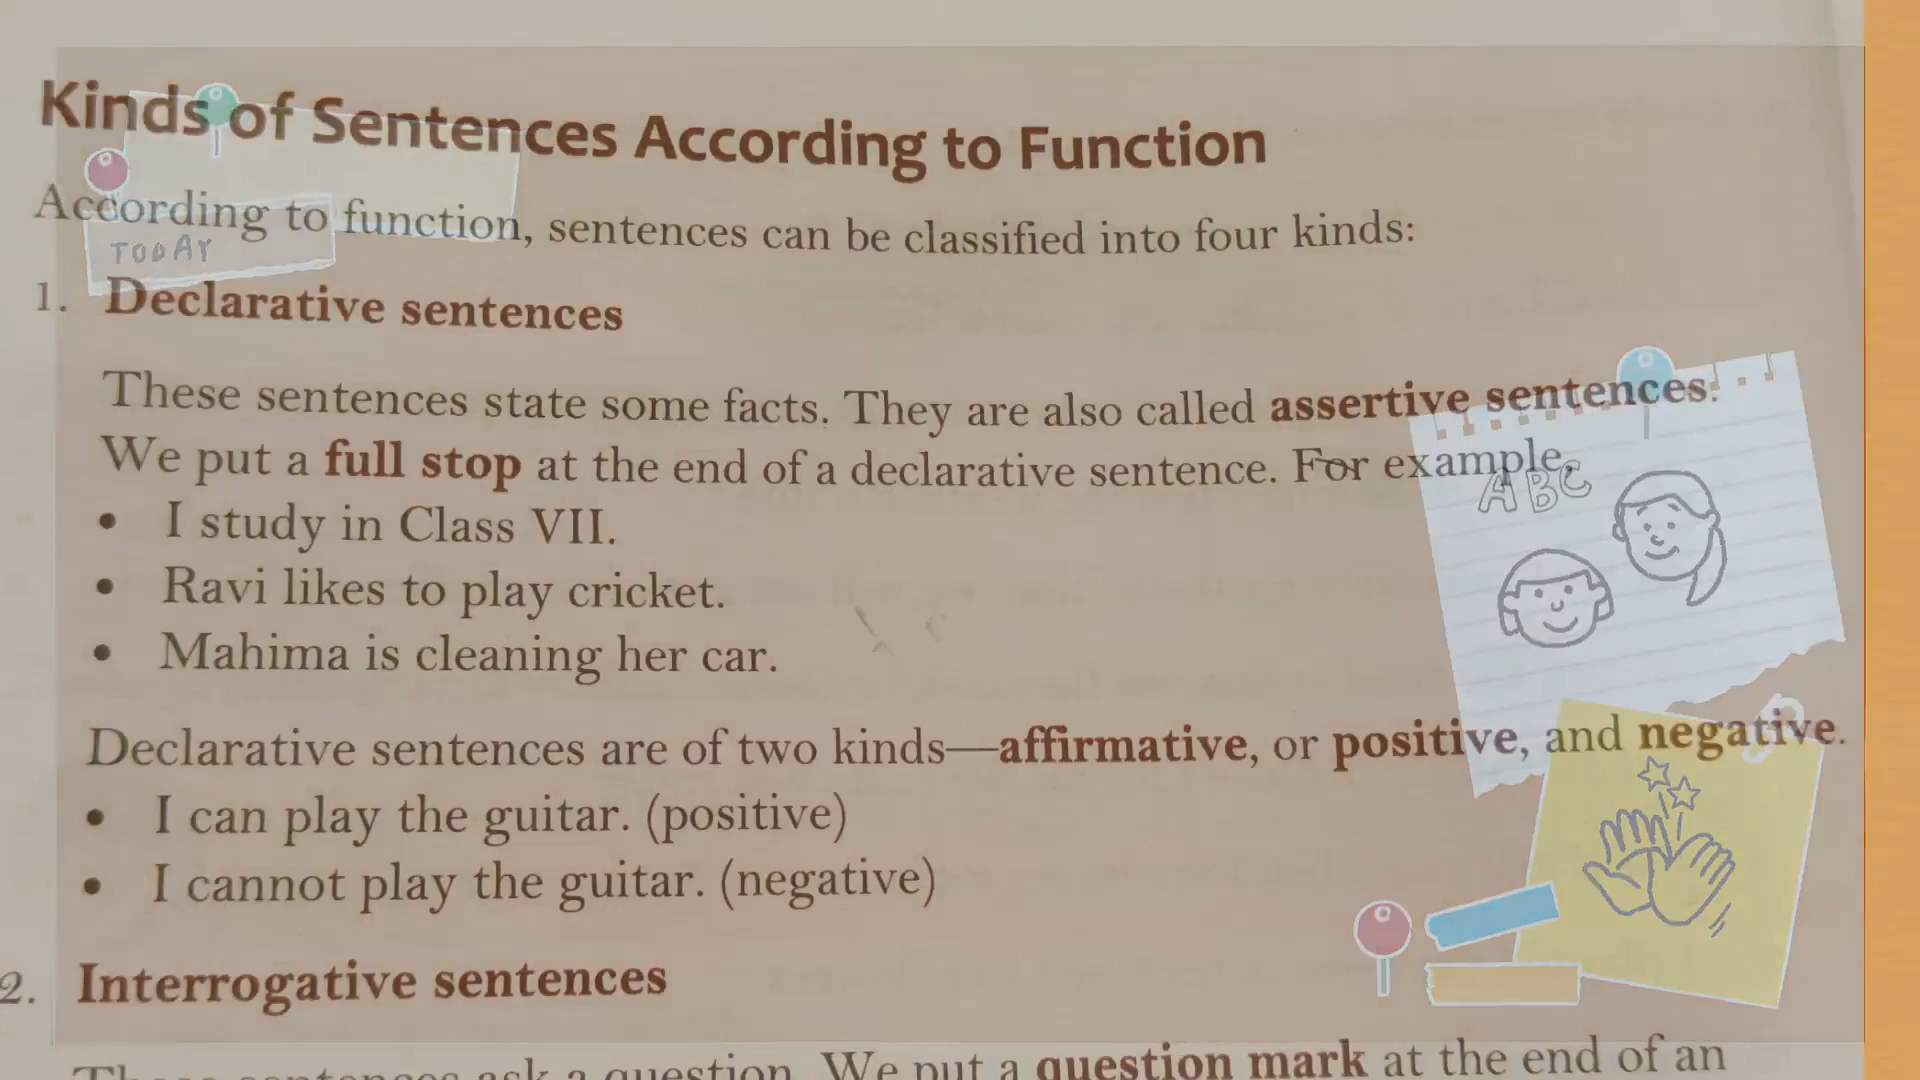 Kinds of Sentences According to Function
According to function, sentences can be classified into four kinds:
TODAY
1. Declarative sentences
These sentences state some facts. They are also called assertive sentences.
We put a full stop at the end of a declarative sentence. For example,
ABC
• I study in Class VII.
• Ravi likes to play cricket.
• Mahima is cleaning her car.
Declarative sentences are of two kinds—affirmative, or positive, and negative.
• I can play the guitar. (positive)
• I cannot play the guitar. (negative)
2. Interrogative sentences
These sentences ask a question. We put a question mark at the end of an